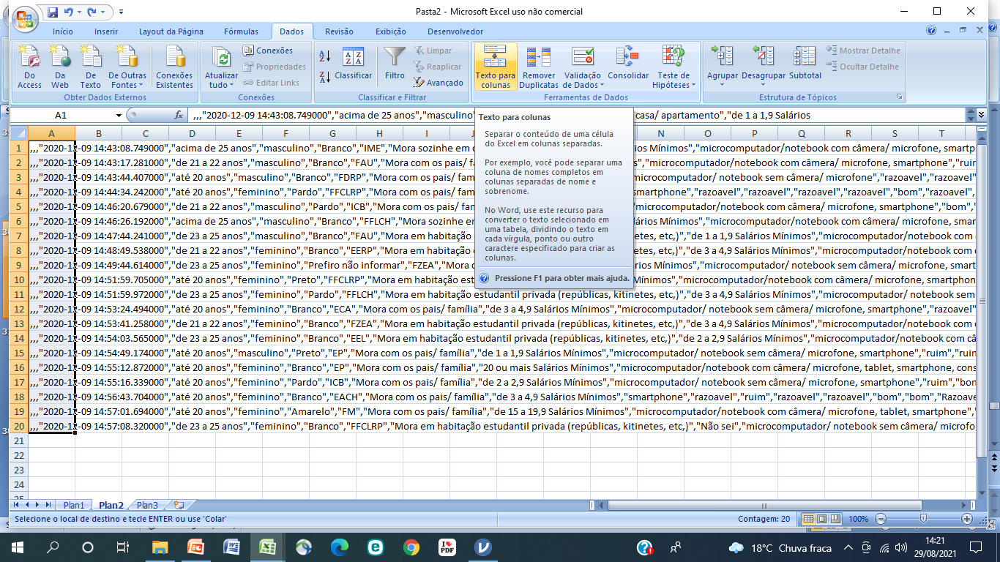 Pasta2 - Microsoft Excel uso não comercial
Início Inserir Layout da Página Fórmulas Dados Revisão Exibição Desenvolvedor
Do Access
Da Web
De Texto
De Outras Fontes
Conexões Existentes
Obter Dados Externos
Atualizar tudo
Conexões
Propriedades
Editar Links
Conexões
Classificar
Filtro
Limpar
Reaplicar
Avançado
Classificar e Filtrar
Texto para colunas
Remover Duplicatas
Validação de Dados
Consolidar
Teste de Hipóteses
Ferramentas de Dados
Agrupar
Desagrupar
Subtotal
Mostrar Detalhe
Ocultar Detalhe
Estrutura de Tópicos
A1 fx ,,,"2020-12-09 14:43:08.749000","acima de 25 anos","masculino" casa/ apartamento","de 1 a 1,9 Salários
Texto para colunas
Separar o conteúdo de uma célula
do Excel em colunas separadas.
Por exemplo, você pode separar uma
coluna de nomes completos em
colunas separadas de nome e
sobrenome.
No Word, use este recurso para
converter o texto selecionado em
uma tabela, dividindo o texto em
cada vírgula, ponto ou outro
caractere especificado para criar as
colunas.
Pressione F1 para obter mais ajuda.
A B C D E F G H I J N O P Q R S T
1 ,,,"2020-12-09 14:43:08.749000","acima de 25 anos","masculino","Branco","IME","Mora sozinho em Mínimos","microcomputador/notebook com câmera/ microfone, smartp
2 ,,,"2020-12-09 14:43:17.281000","de 21 a 22 anos","masculino","Branco","FAU","Mora com os pais/ "microcomputador/notebook com câmera/ microfone, smartphone","ruim
3 ,,,"2020-12-09 14:43:44.407000","até 20 anos","masculino","Branco","FDRP","Mora com os pais/ fam microcomputador/ notebook sem câmera/ microfone","razoavel","razoavel"
4 ,,,"2020-12-09 14:44:34.242000","até 20 anos","feminino","Pardo","FFCLRP","Mora com os pais/ fam smartphone","razoavel","razoavel","razoavel","bom","razoavel",
5 ,,,"2020-12-09 14:46:20.679000","de 21 a 22 anos","masculino","Pardo","ICB","Mora com os pais/ microcomputador/ notebook sem câmera/ microfone, smartphone","bom",
6 ,,,"2020-12-09 14:46:26.192000","acima de 25 anos","masculino","Branco","FFLCH","Mora sozinho em Salários Mínimos","microcomputador/notebook com câmera/ microfone,
7 ,,,"2020-12-09 14:47:44.241000","de 23 a 25 anos","masculino","Branco","FAU","Mora em habitação etc,)","de 1 a 1,9 Salários Mínimos","microcomputador/notebook com
8 ,,,"2020-12-09 14:48:49.538000","de 21 a 22 anos","feminino","Branco","EERP","Mora em habitação etc,)","de 3 a 4,9 Salários Mínimos","microcomputador/notebook com
9 ,,,"2020-12-09 14:49:44.614000","de 23 a 25 anos","feminino","Prefiro não informar","FZEA","Mora Salários Mínimos","microcomputador/ notebook sem câmera/ microfone,
10 ,,,"2020-12-09 14:51:59.705000","até 20 anos","feminino","Preto","FFCLRP","Mora em habitação Mínimos","microcomputador/ notebook sem câmera/ microfone, smartphone",
11 ,,,"2020-12-09 14:51:59.972000","de 23 a 25 anos","feminino","Pardo","FFLCH","Mora em habitação estudantil privada (repúblicas, kitinetes, etc,)","de 3 a 4,9 Salários Mínimos","microcomputador/ notebook sem
12 ,,,"2020-12-09 14:53:24.494000","até 20 anos","feminino","Branco","ECA","Mora com os pais/ família","de 3 a 4,9 Salários Mínimos","microcomputador/ notebook sem câmera/ microfone, smartphone","razoavel"
13 ,,,"2020-12-09 14:53:41.258000","de 21 a 22 anos","feminino","Branco","FZEA","Mora em habitação estudantil privada (repúblicas, kitinetes, etc,)","de 3 a 4,9 Salários Mínimos","microcomputador/notebook com
14 ,,,"2020-12-09 14:54:03.565000","de 23 a 25 anos","feminino","Branco","EEL","Mora em habitação estudantil privada (repúblicas, kitinetes, etc,)","de 2 a 2,9 Salários Mínimos","microcomputador/notebook com câ
15 ,,,"2020-12-09 14:54:49.174000","até 20 anos","masculino","Preto","EP","Mora com os pais/ família","de 1 a 1,9 Salários Mínimos","microcomputador/ notebook sem câmera/ microfone, smartphone","ruim","ruim
16 ,,,"2020-12-09 14:55:12.872000","até 20 anos","feminino","Branco","EP","Mora com os pais/ família","20 ou mais Salários Mínimos","microcomputador/notebook com câmera/ microfone, tablet, smartphone, cons
17 ,,,"2020-12-09 14:55:16.339000","até 20 anos","feminino","Pardo","ICB","Mora com os pais/ família","de 2 a 2,9 Salários Mínimos","microcomputador/ notebook sem câmera/ microfone, smartphone","ruim","bom
18 ,,,"2020-12-09 14:56:43.704000","até 20 anos","feminino","Branco","EACH","Mora com os pais/ família","de 3 a 4,9 Salários Mínimos","smartphone","razoavel","ruim","razoavel","razoavel","bom","bom","Razoave
19 ,,,"2020-12-09 14:57:01.694000","até 20 anos","feminino","Amarelo","FM","Mora com os pais/ família","de 15 a 19,9 Salários Mínimos","microcomputador/notebook com câmera/ microfone, tablet, smartphone","
20 ,,,"2020-12-09 14:57:08.320000","de 23 a 25 anos","feminino","Branco","FFCLRP","Mora em habitação estudantil privada (repúblicas, kitinetes, etc,)","Não sei","microcomputador/ notebook sem câmera/ microfo
21
22
23
24
Plan1 Plan2 Plan3
Selecione o local de destino e tecle ENTER ou use 'Colar' Contagem: 20 100%
I PDF
18°C Chuva fraca
14:21
29/08/2021